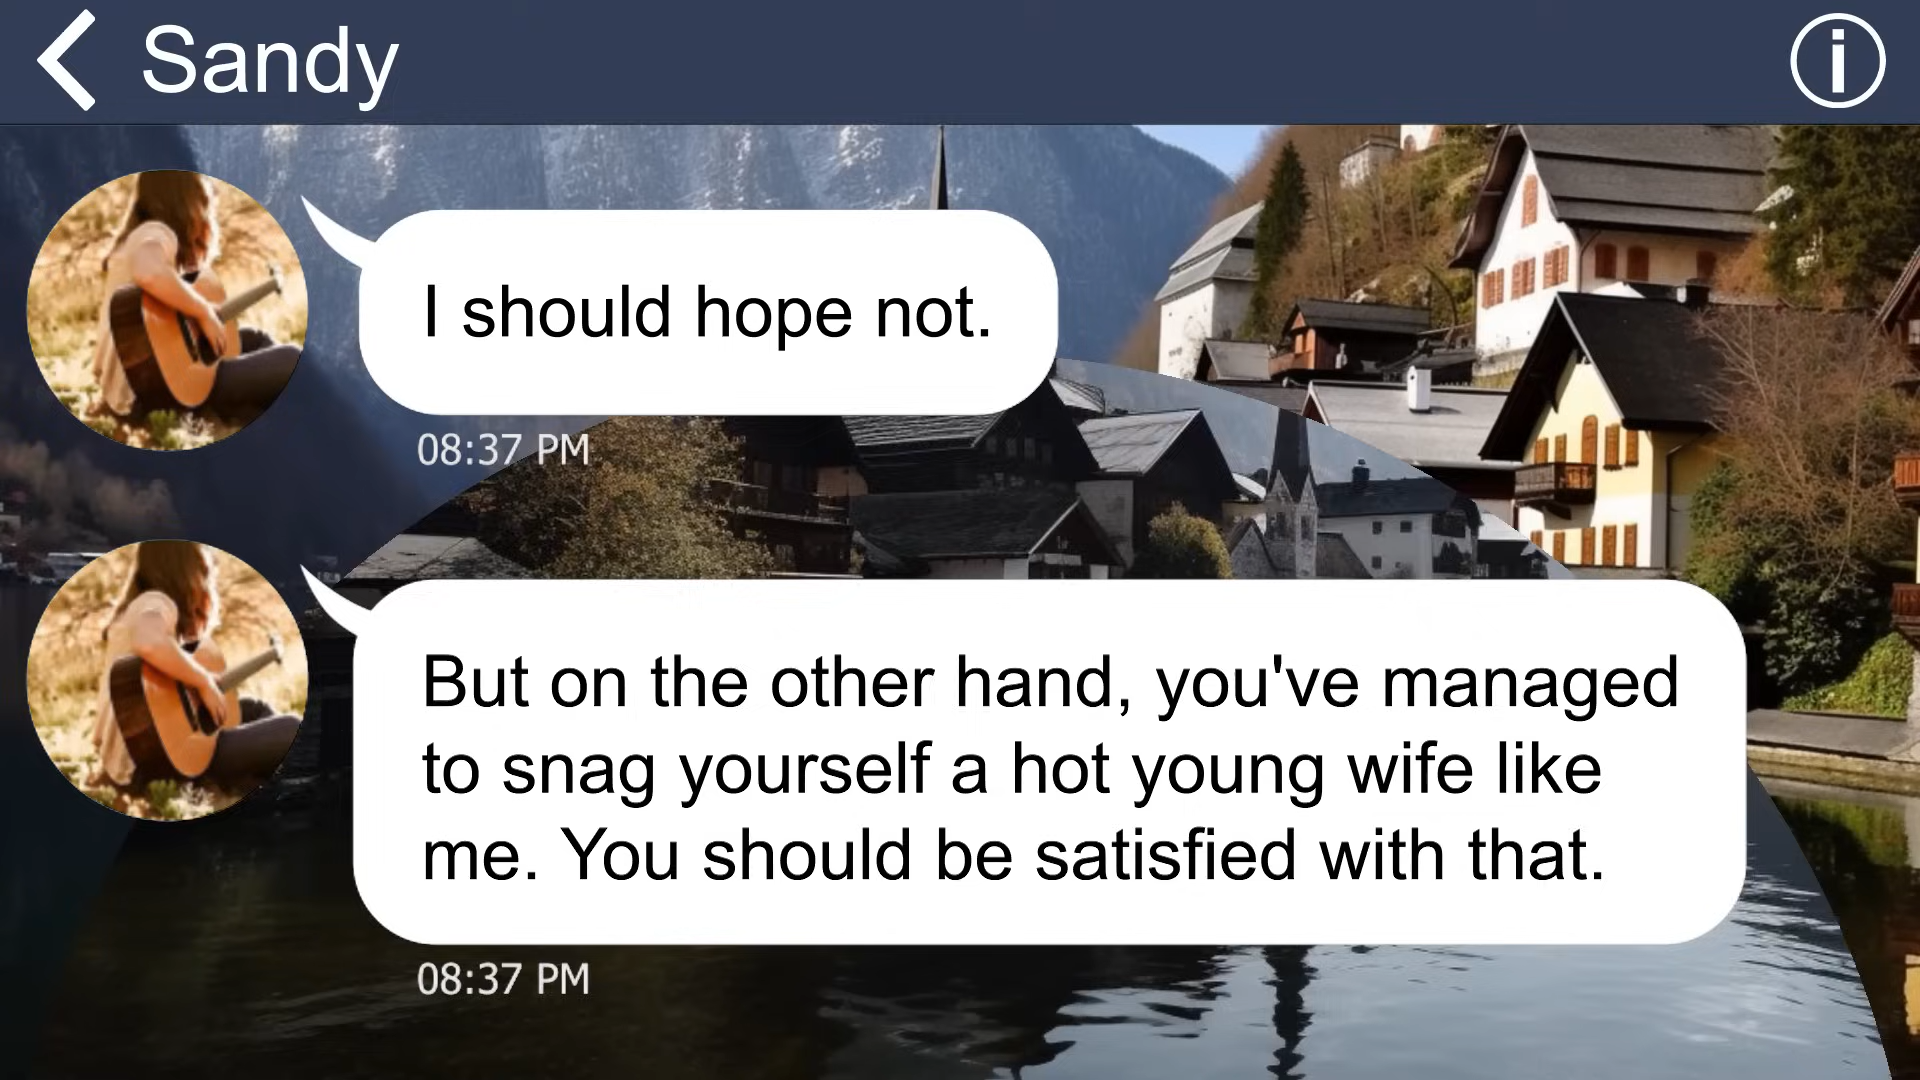 Sandy
I should hope not.
08:37 PM
But on the other hand, you've managed
to snag yourself a hot young wife like
me. You should be satisfied with that.
08:37 PM